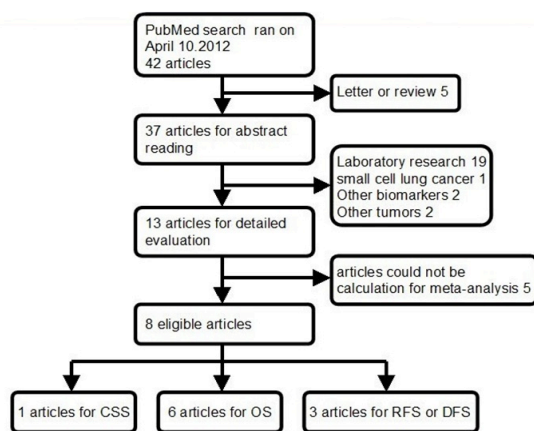 PubMed search ran on
April 10.2012
42 articles
Letter or review 5
37 articles for abstract
reading
Laboratory research 19
small cell lung cancer 1
Other biomarkers 2
Other tumors 2
13 articles for detailed
evaluation
articles could not be
calculation for meta-analysis 5
8 eligible articles
1 articles for CSS
6 articles for OS
3 articles for RFS or DFS